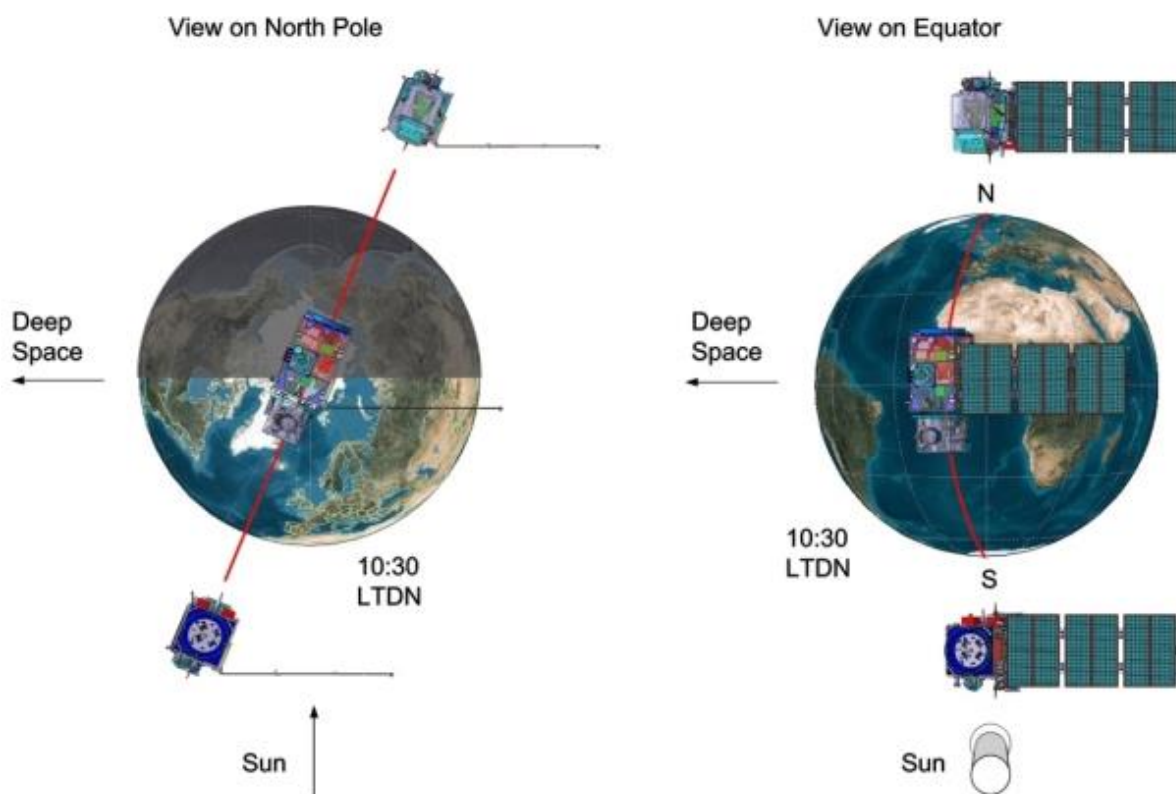 View on North Pole
View on Equator
N
Deep
Space
Deep
Space
10:30
LTDN
10:30
LTDN
S
Sun
Sun